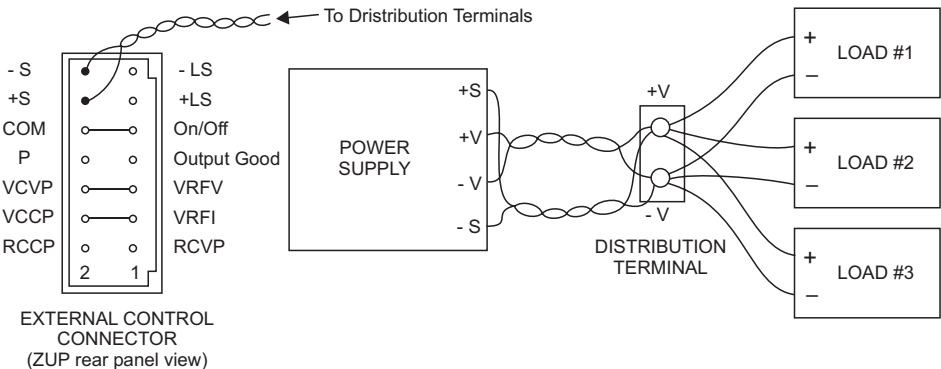 To Dristribution Terminals
- S - LS
+S +LS
COM On/Off
P Output Good
VCVP VRFV
VCCP VRFI
RCCP RCVP
2 1
EXTERNAL CONTROL
CONNECTOR
(ZUP rear panel view)
POWER
SUPPLY
+S
+V
- V
- S
+V
- V
DISTRIBUTION
TERMINAL
+
LOAD #1
–
+
LOAD #2
–
+
LOAD #3
–